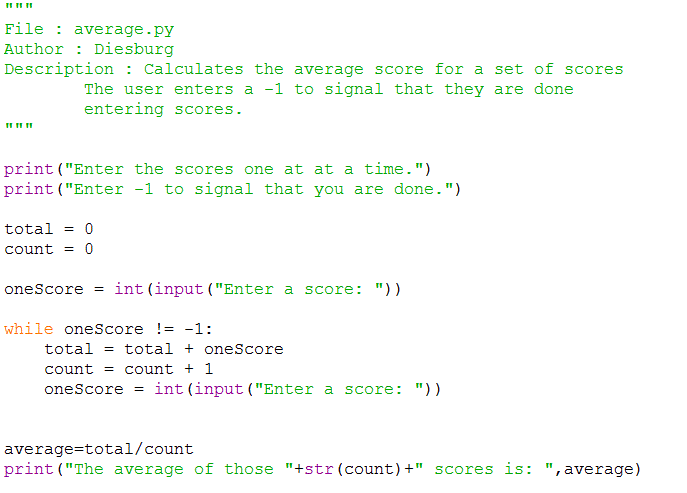 """
File : average.py
Author : Diesburg
Description : Calculates the average score for a set of scores
        The user enters a -1 to signal that they are done
        entering scores.
"""

print("Enter the scores one at at a time.")
print("Enter -1 to signal that you are done.")

total = 0
count = 0

oneScore = int(input("Enter a score: "))

while oneScore != -1:
    total = total + oneScore
    count = count + 1
    oneScore = int(input("Enter a score: "))


average=total/count
print("The average of those "+str(count)+" scores is: ",average)